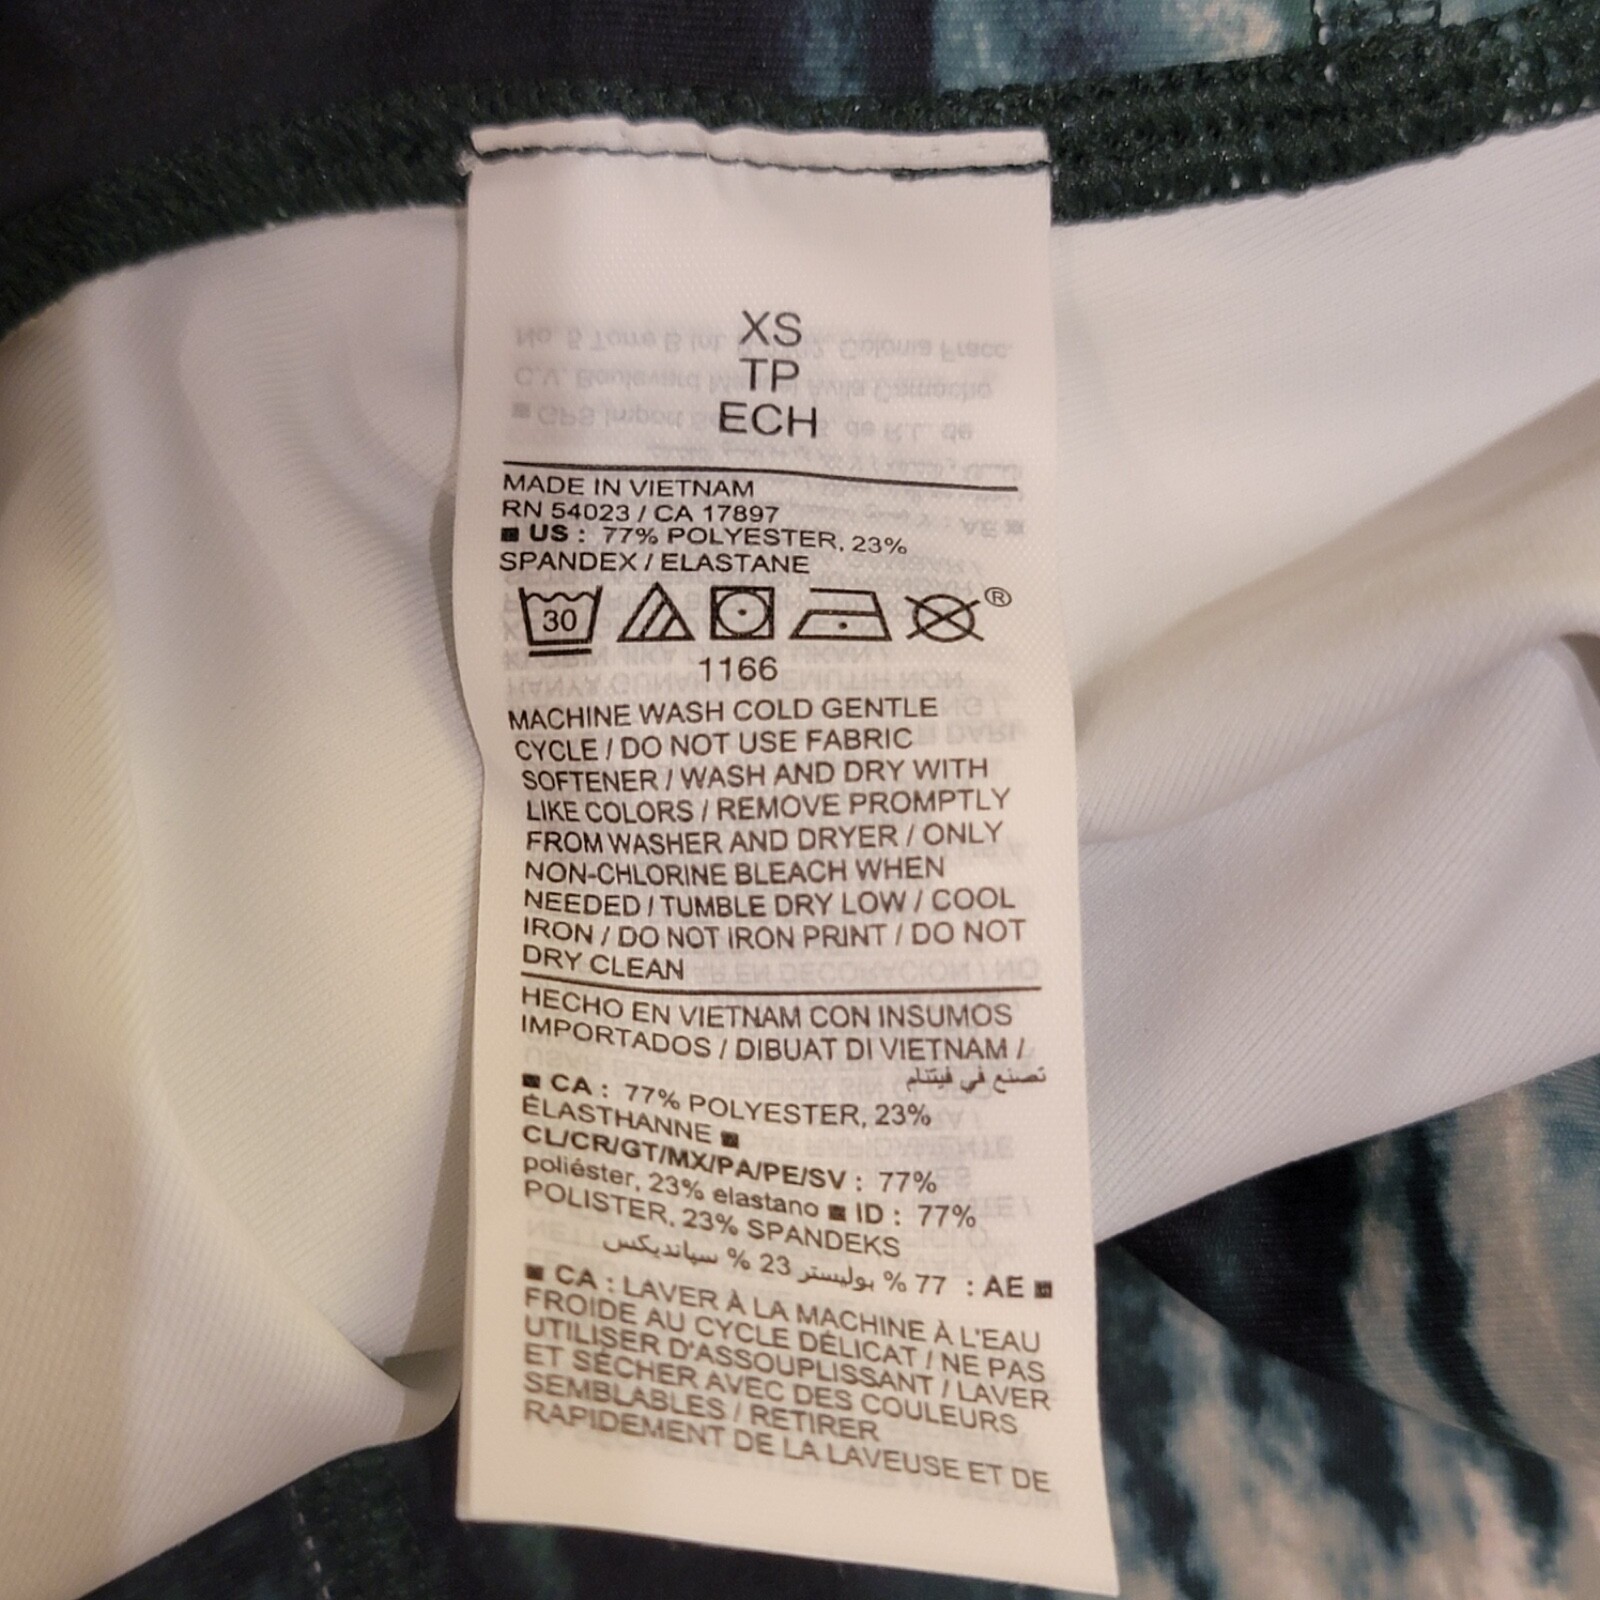 XS
TP
ECH
MADE IN VIETNAM
RN 54023 / CA 17897
■ US : 77% POLYESTER, 23%
SPANDEX / ELASTANE
30 ®
1166
MACHINE WASH COLD GENTLE
CYCLE / DO NOT USE FABRIC
SOFTENER / WASH AND DRY WITH
LIKE COLORS / REMOVE PROMPTLY
FROM WASHER AND DRYER / ONLY
NON-CHLORINE BLEACH WHEN
NEEDED / TUMBLE DRY LOW / COOL
IRON / DO NOT IRON PRINT / DO NOT
DRY CLEAN
HECHO EN VIETNAM CON INSUMOS
IMPORTADOS / DIBUAT DI VIETNAM /
تصنع في فيتنام
■ CA : 77% POLYESTER, 23%
ÉLASTHANNE ■
CL/CR/GT/MX/PA/PE/SV : 77%
poliéster, 23% elastano ■ ID : 77%
POLISTER, 23% SPANDEKS
■ AE : 77 % بوليستر 23 % سباندیکس
■ CA : LAVER À LA MACHINE À L'EAU
FROIDE AU CYCLE DÉLICAT / NE PAS
UTILISER D'ASSOUPLISSANT / LAVER
ET SÉCHER AVEC DES COULEURS
SEMBLABLES / RETIRER
RAPIDEMENT DE LA LAVEUSE ET DE